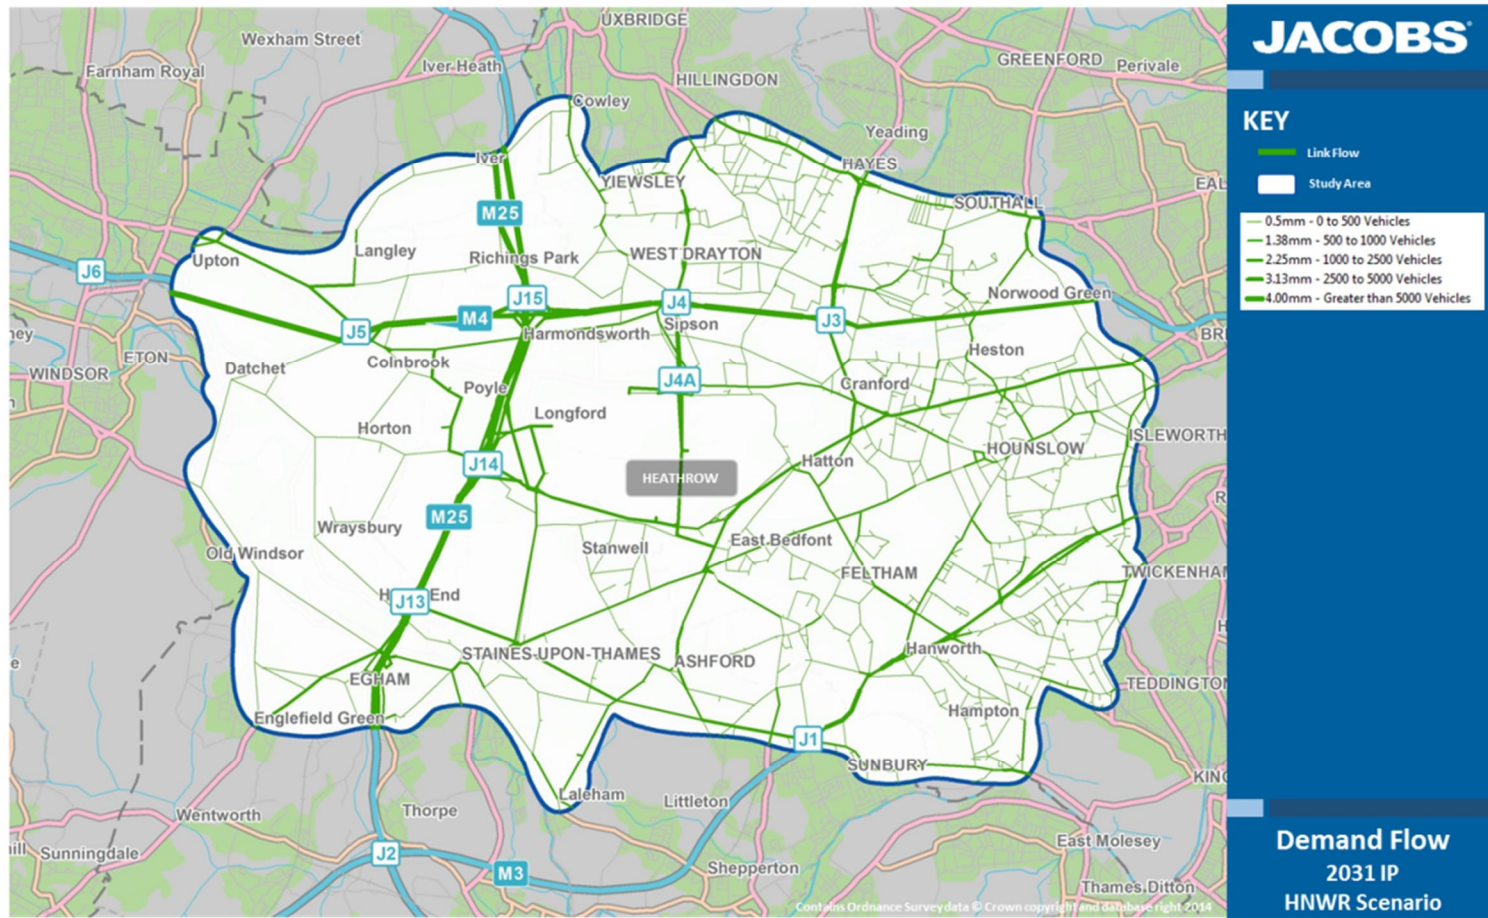 UXBRIDGE
Wexham Street
Iver Heath
Farnham Royal
HILLINGDON
GREENFORD
Perivale
Cowley
Yeading
Iver
HAYES
YIEWSLEY
EAL
SOUTHALL
M25
Langley
Upton
Richings Park
WEST DRAYTON
J6
J15
J4
Norwood Green
M4
J5
J3
Sipson
Harmondsworth
BRI
ney
ETON
WINDSOR
Datchet
Colnbrook
Heston
J4A
Poyle
Cranford
Longford
Horton
ISLEWORTH
HOUNSLOW
J14
Hatton
HEATHROW
R
M25
Wraysbury
Old Windsor
Stanwell
East Bedfont
FELTHAM
TWICKENHAM
H
End
J13
H
STAINES-UPON-THAMES
ASHFORD
Hanworth
e
EGHAM
TEDDINGTON
Englefield Green
Hampton
J1
SUNBURY
KING
Laleham
Littleton
Wentworth
Thorpe
East Molesey
ill
Sunningdale
J2
M3
Shepperton
Thames Ditton
Contains Ordnance Survey data © Crown copyright and database right 2014
JACOBS
KEY
Link Flow
Study Area
0.5mm - 0 to 500 Vehicles
1.38mm - 500 to 1000 Vehicles
2.25mm - 1000 to 2500 Vehicles
3.13mm - 2500 to 5000 Vehicles
4.00mm - Greater than 5000 Vehicles
Demand Flow
2031 IP
HNWR Scenario